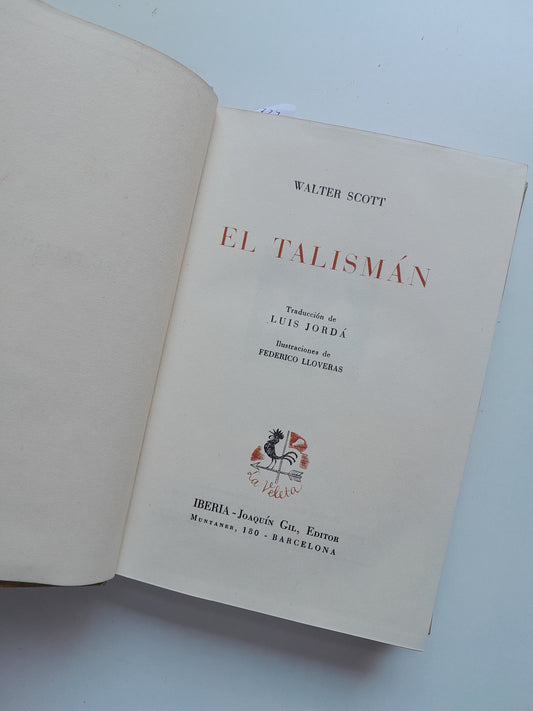 WALTER SCOTT
EL TALISMÁN
Traducción de
LUIS JORDÁ
Ilustraciones de
FEDERICO LLOVERAS
La Veleta
IBERIA - JOAQUÍN GIL, EDITOR
MUNTANER, 180 - BARCELONA